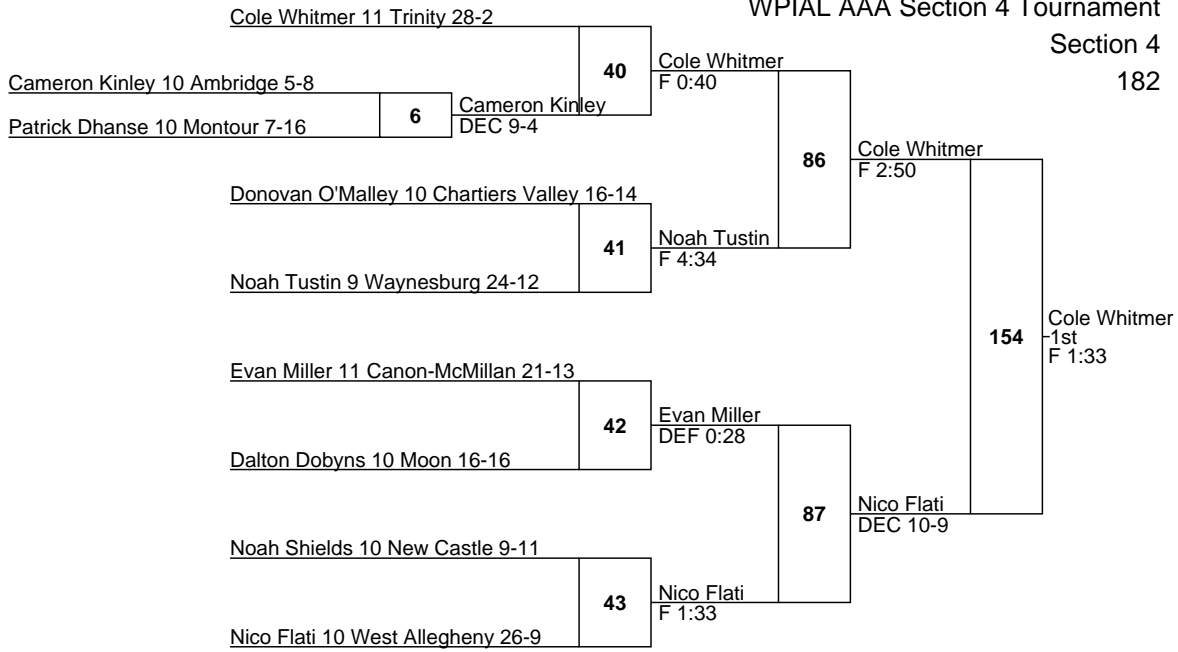 WPIAL AAA Section 4 Tournament
Section 4
182
Cole Whitmer 11 Trinity 28-2
40
Cole Whitmer
F 0:40
Cameron Kinley 10 Ambridge 5-8
6
Cameron Kinley
DEC 9-4
Patrick Dhanse 10 Montour 7-16
86
Cole Whitmer
F 2:50
Donovan O'Malley 10 Chartiers Valley 16-14
41
Noah Tustin
F 4:34
Noah Tustin 9 Waynesburg 24-12
154
Cole Whitmer
1st
F 1:33
Evan Miller 11 Canon-McMillan 21-13
42
Evan Miller
DEF 0:28
Dalton Dobyns 10 Moon 16-16
87
Nico Flati
DEC 10-9
Noah Shields 10 New Castle 9-11
43
Nico Flati
F 1:33
Nico Flati 10 West Allegheny 26-9